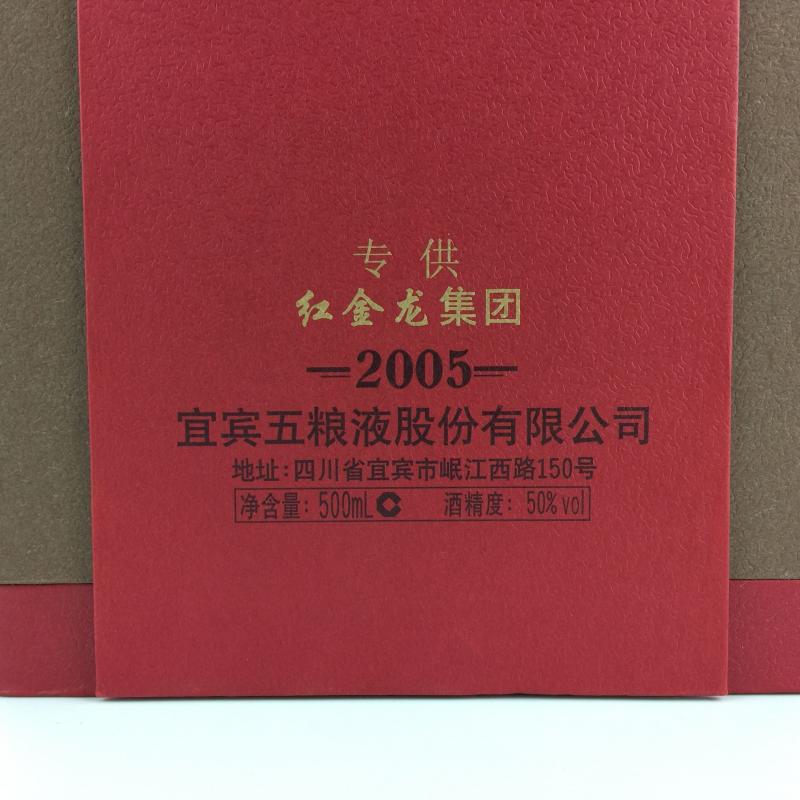 专供
红金龙集团
2005
宜宾五粮液股份有限公司
地址:四川省宜宾市岷江西路150号
净含量: 500mL 酒精度: 50%vol